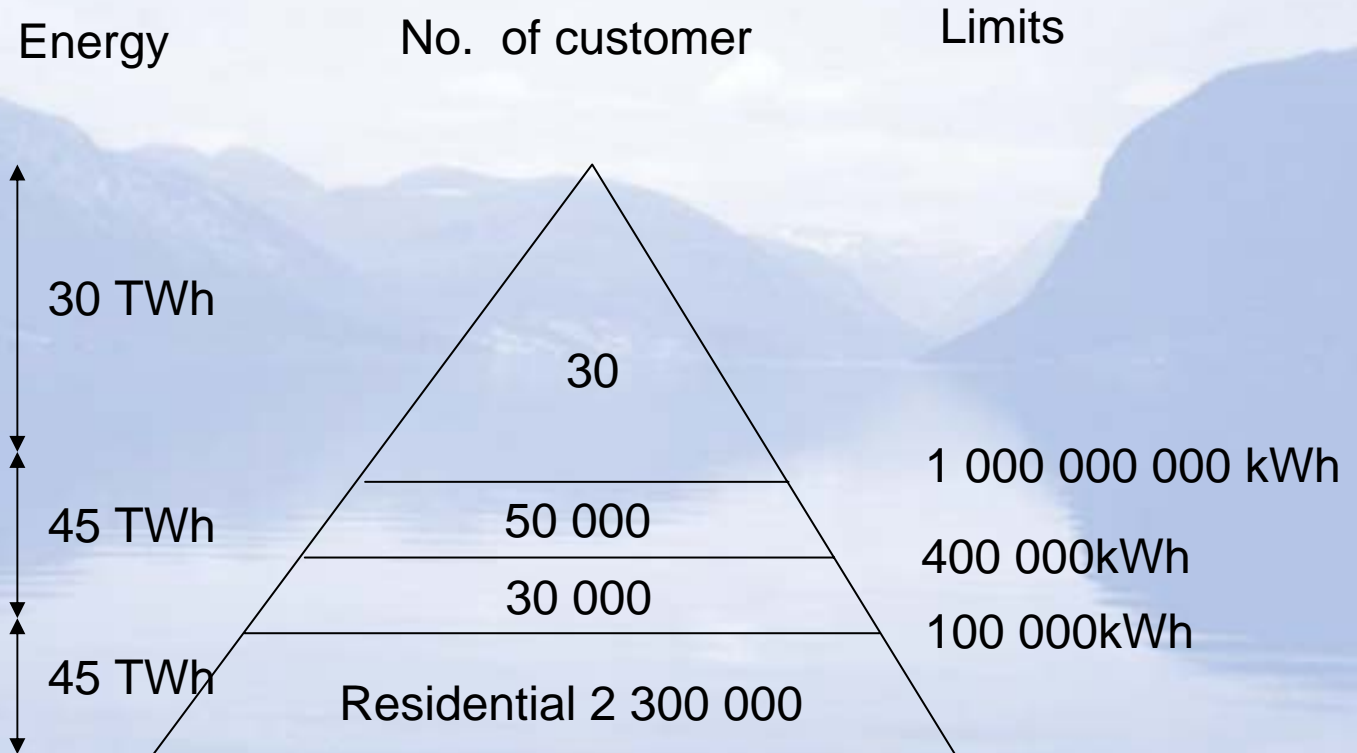 Energy
No. of customer
Limits
30 TWh
30
1 000 000 000 kWh
45 TWh
50 000
400 000kWh
30 000
100 000kWh
45 TWh
Residential 2 300 000